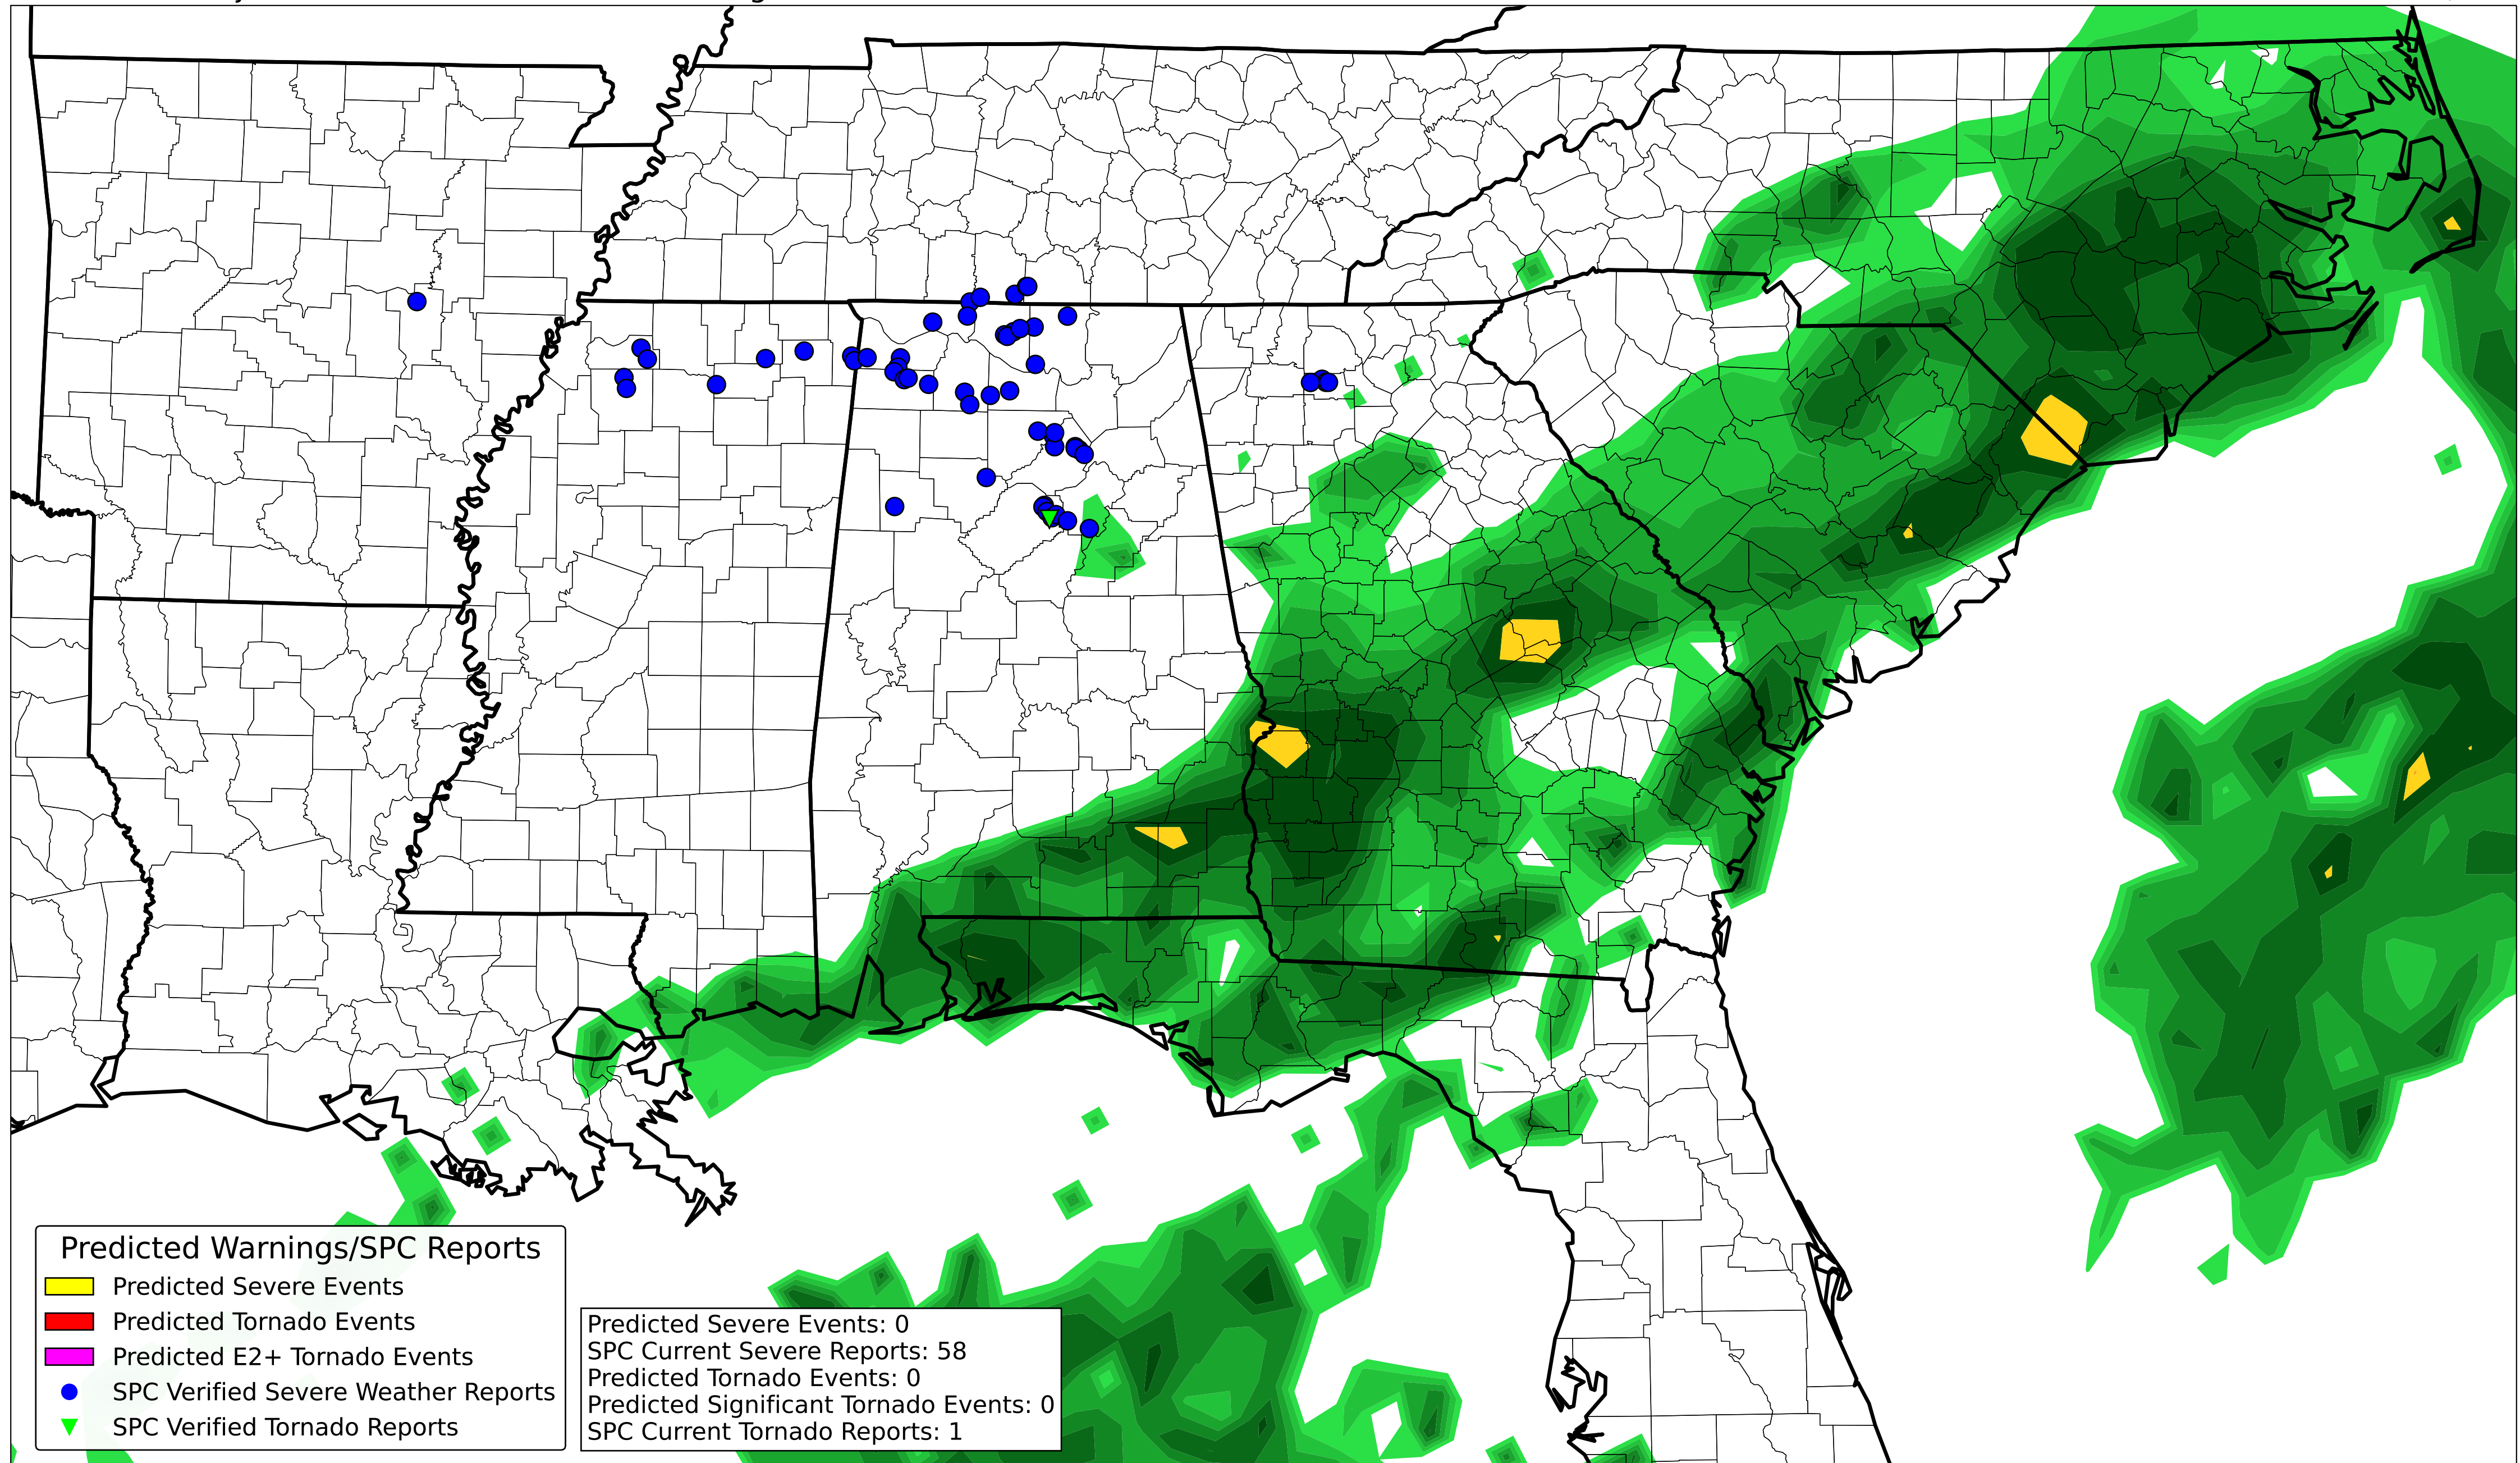 Predicted Warnings/SPC Reports
Predicted Severe Events
Predicted Tornado Events
Predicted E2+ Tornado Events
SPC Verified Severe Weather Reports
SPC Verified Tornado Reports
Predicted Severe Events: 0
SPC Current Severe Reports: 58
Predicted Tornado Events: 0
Predicted Significant Tornado Events: 0
SPC Current Tornado Reports: 1